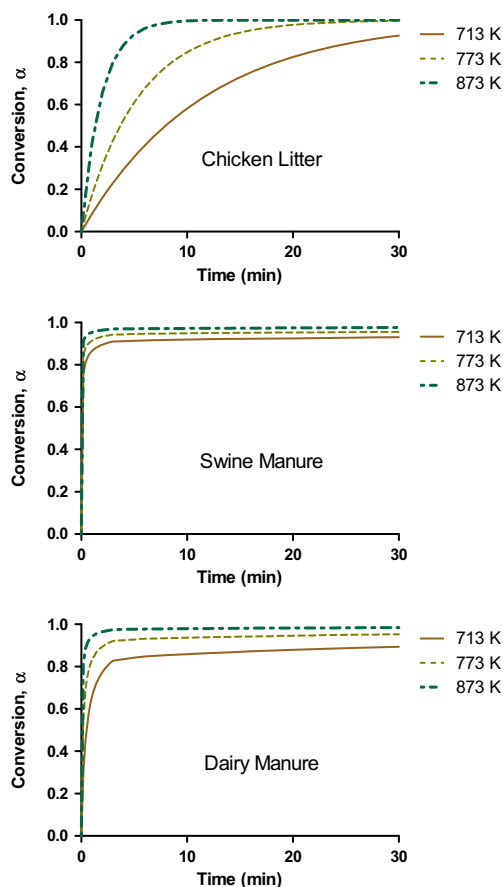 1.0
0.8
0.6
0.4
0.2
0.0
Conversion, α
0 10 20 30
Time (min)
Chicken Litter
713 K
773 K
873 K
1.0
0.8
0.6
0.4
0.2
0.0
Conversion, α
0 10 20 30
Time (min)
Swine Manure
713 K
773 K
873 K
1.0
0.8
0.6
0.4
0.2
0.0
Conversion, α
0 10 20 30
Time (min)
Dairy Manure
713 K
773 K
873 K